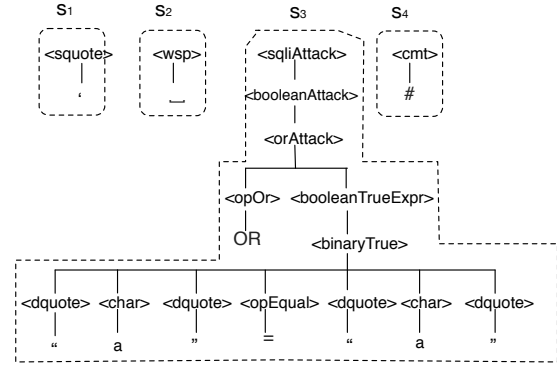 S1 S2 S3 S4
<squote> <wsp> <sqliAttack> <cmt>
‘ ⎵ <booleanAttack> #
<orAttack>
<opOr> <booleanTrueExpr>
OR <binaryTrue>
<dquote> <char> <dquote> <opEqual> <dquote> <char> <dquote>
“ a ” = “ a ”